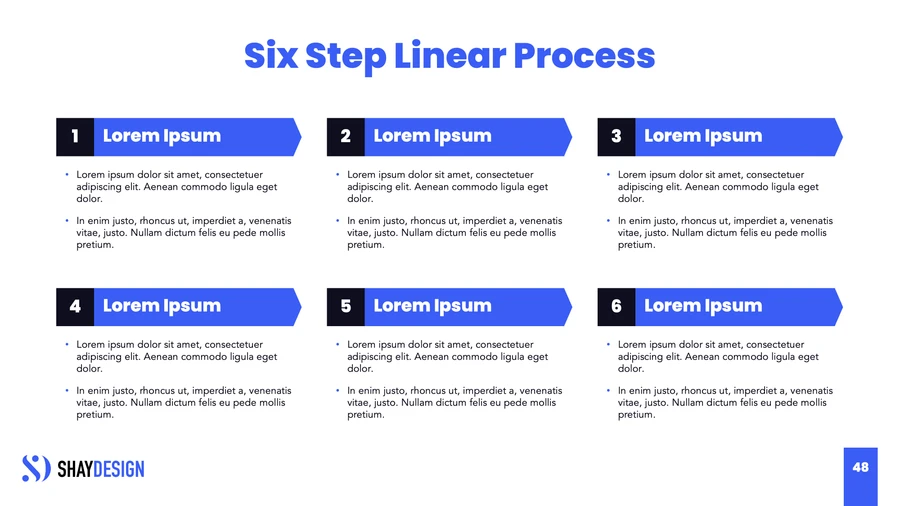 Six Step Linear Process
1 Lorem Ipsum
• Lorem ipsum dolor sit amet, consectetuer
adipiscing elit. Aenean commodo ligula eget
dolor.
• In enim justo, rhoncus ut, imperdiet a, venenatis
vitae, justo. Nullam dictum felis eu pede mollis
pretium.
2 Lorem Ipsum
• Lorem ipsum dolor sit amet, consectetuer
adipiscing elit. Aenean commodo ligula eget
dolor.
• In enim justo, rhoncus ut, imperdiet a, venenatis
vitae, justo. Nullam dictum felis eu pede mollis
pretium.
3 Lorem Ipsum
• Lorem ipsum dolor sit amet, consectetuer
adipiscing elit. Aenean commodo ligula eget
dolor.
• In enim justo, rhoncus ut, imperdiet a, venenatis
vitae, justo. Nullam dictum felis eu pede mollis
pretium.
4 Lorem Ipsum
• Lorem ipsum dolor sit amet, consectetuer
adipiscing elit. Aenean commodo ligula eget
dolor.
• In enim justo, rhoncus ut, imperdiet a, venenatis
vitae, justo. Nullam dictum felis eu pede mollis
pretium.
5 Lorem Ipsum
• Lorem ipsum dolor sit amet, consectetuer
adipiscing elit. Aenean commodo ligula eget
dolor.
• In enim justo, rhoncus ut, imperdiet a, venenatis
vitae, justo. Nullam dictum felis eu pede mollis
pretium.
6 Lorem Ipsum
• Lorem ipsum dolor sit amet, consectetuer
adipiscing elit. Aenean commodo ligula eget
dolor.
• In enim justo, rhoncus ut, imperdiet a, venenatis
vitae, justo. Nullam dictum felis eu pede mollis
pretium.
SHAYDESIGN
48